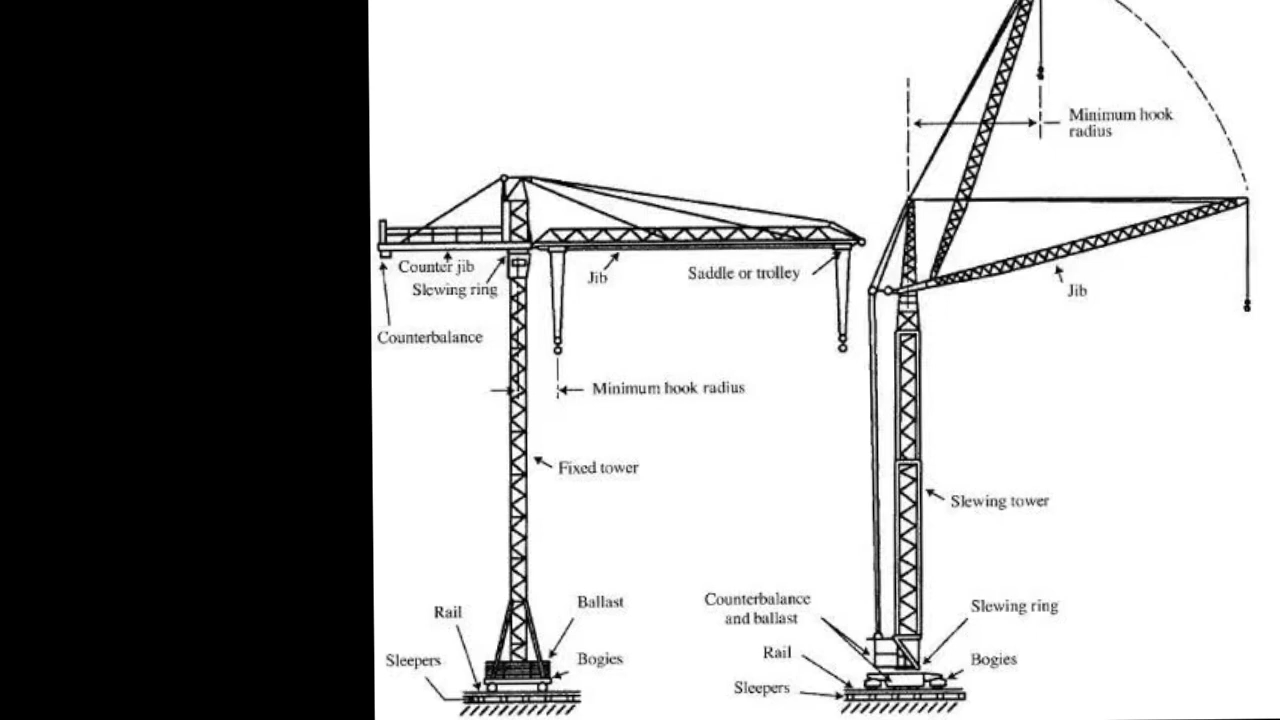 Minimum hook
radius
Counter jib
Slewing ring
Jib
Saddle or trolley
Jib
Counterbalance
Minimum hook radius
Fixed tower
Slewing tower
Rail
Ballast
Sleepers
Bogies
Counterbalance
and ballast
Slewing ring
Rail
Bogies
Sleepers